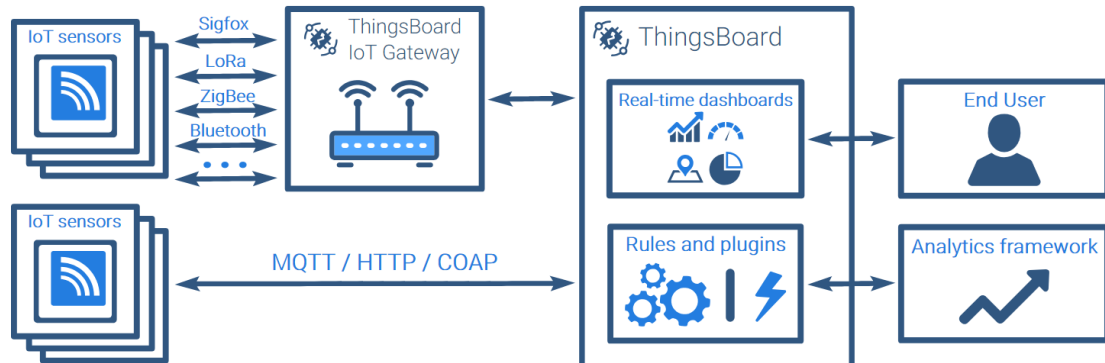 IoT sensors
Sigfox
LoRa
ZigBee
Bluetooth
ThingsBoard
IoT Gateway
ThingsBoard
Real-time dashboards
End User
IoT sensors
MQTT / HTTP / COAP
Rules and plugins
Analytics framework